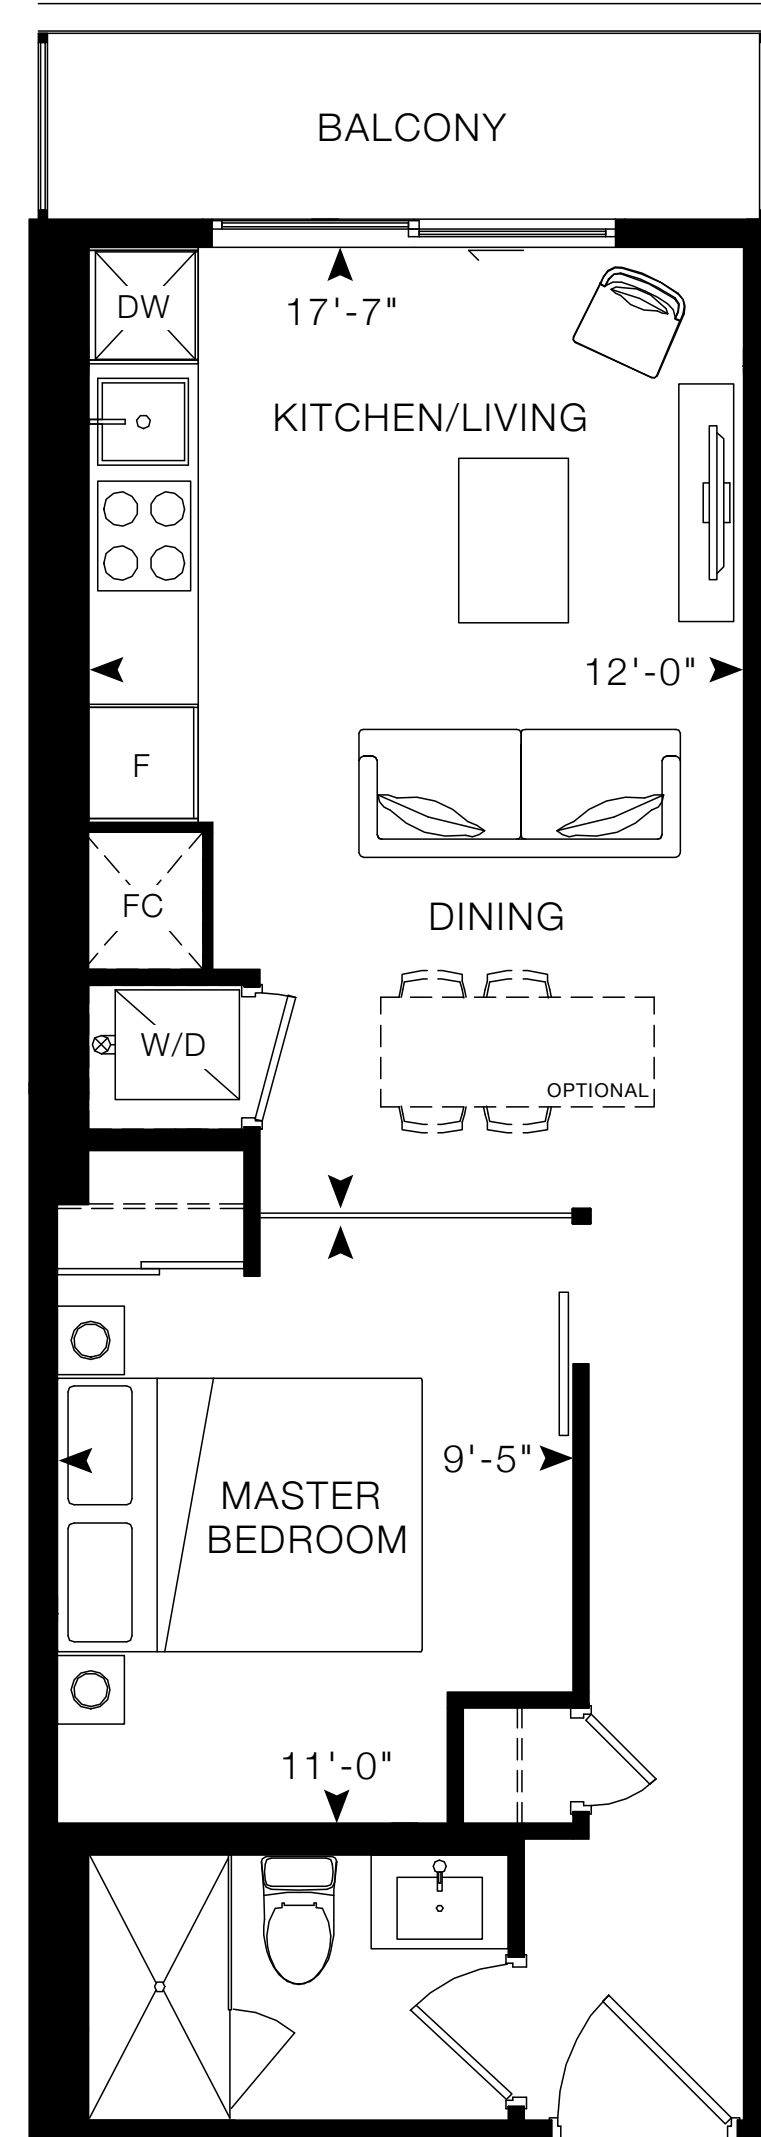 BALCONY
DW
17'-7"
KITCHEN/LIVING
12'-0"
F
FC
DINING
W/D
OPTIONAL
9'-5"
MASTER
BEDROOM
11'-0"